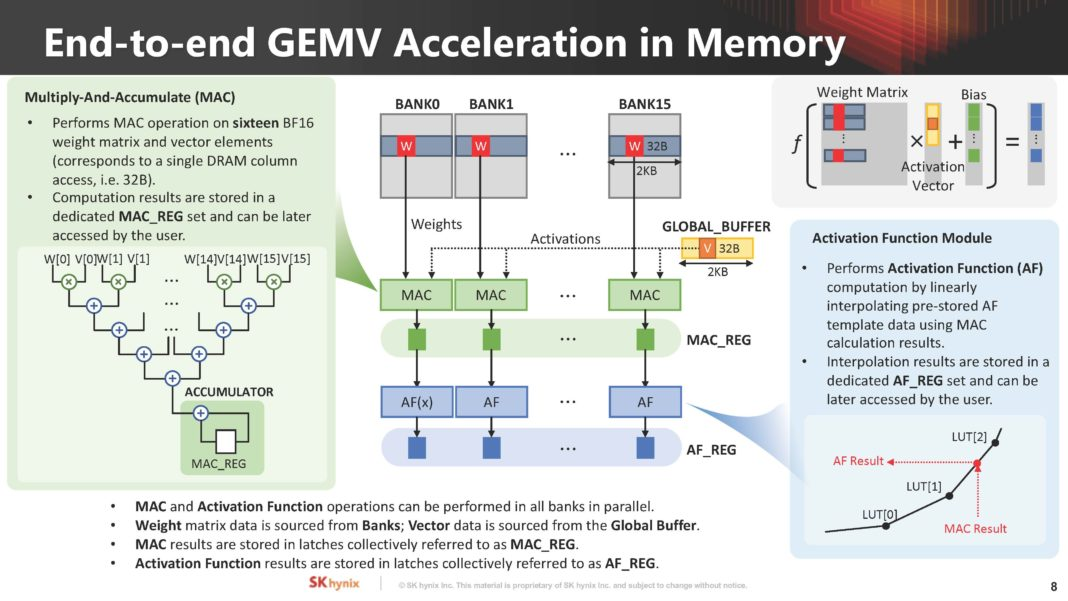 End-to-end GEMV Acceleration in Memory
Multiply-And-Accumulate (MAC)
• Performs MAC operation on sixteen BF16
weight matrix and vector elements
(corresponds to a single DRAM column
access, i.e. 32B).
• Computation results are stored in a
dedicated MAC_REG set and can be later
accessed by the user.
W[0] V[0]W[1] V[1] ... W[14]V[14]W[15]V[15]
× × × ×
...
+ +
+ ... +
+ +
+
ACCUMULATOR
+
MAC_REG
BANK0 BANK1 BANK15
W W ... W 32B
2KB
Weights
Activations
GLOBAL_BUFFER
V 32B
2KB
MAC MAC ... MAC
... MAC_REG
AF(x) AF ... AF
... AF_REG
Weight Matrix Bias
f × + =
Activation
Vector
Activation Function Module
• Performs Activation Function (AF)
computation by linearly
interpolating pre-stored AF
template data using MAC
calculation results.
• Interpolation results are stored in a
dedicated AF_REG set and can be
later accessed by the user.
LUT[2]
AF Result
LUT[1]
LUT[0]
MAC Result
• MAC and Activation Function operations can be performed in all banks in parallel.
• Weight matrix data is sourced from Banks; Vector data is sourced from the Global Buffer.
• MAC results are stored in latches collectively referred to as MAC_REG.
• Activation Function results are stored in latches collectively referred to as AF_REG.
SK hynix
© SK hynix Inc. This material is proprietary of SK hynix Inc. and subject to change without notice.
8